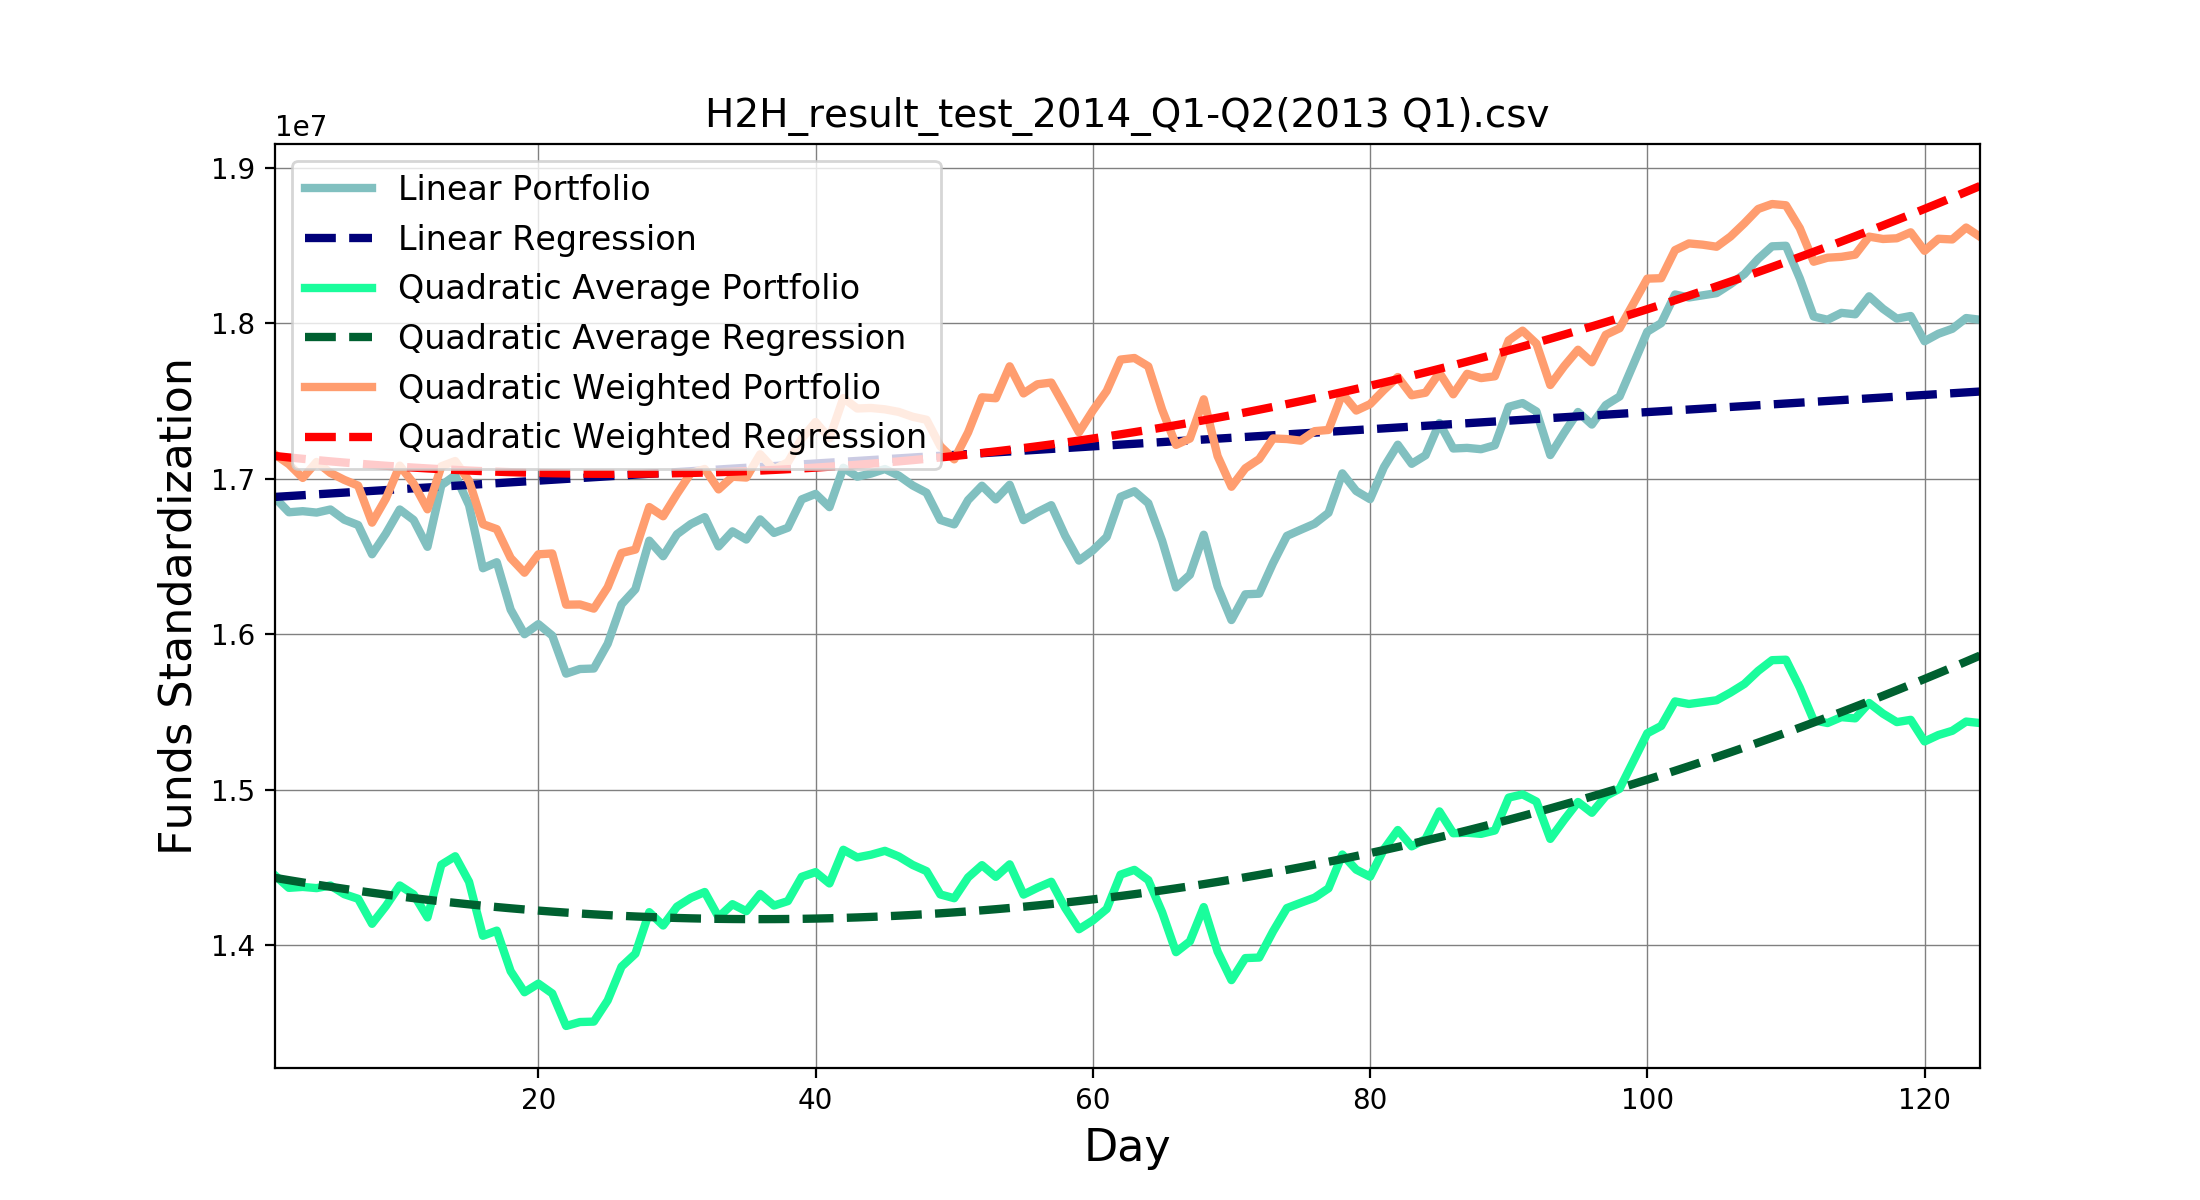 H2H_result_test_2014_Q1-Q2(2013 Q1).csv
1e7
1.9
1.8
1.7
1.6
1.5
1.4
Funds Standardization
Linear Portfolio
Linear Regression
Quadratic Average Portfolio
Quadratic Average Regression
Quadratic Weighted Portfolio
Quadratic Weighted Regression
20 40 60 80 100 120
Day